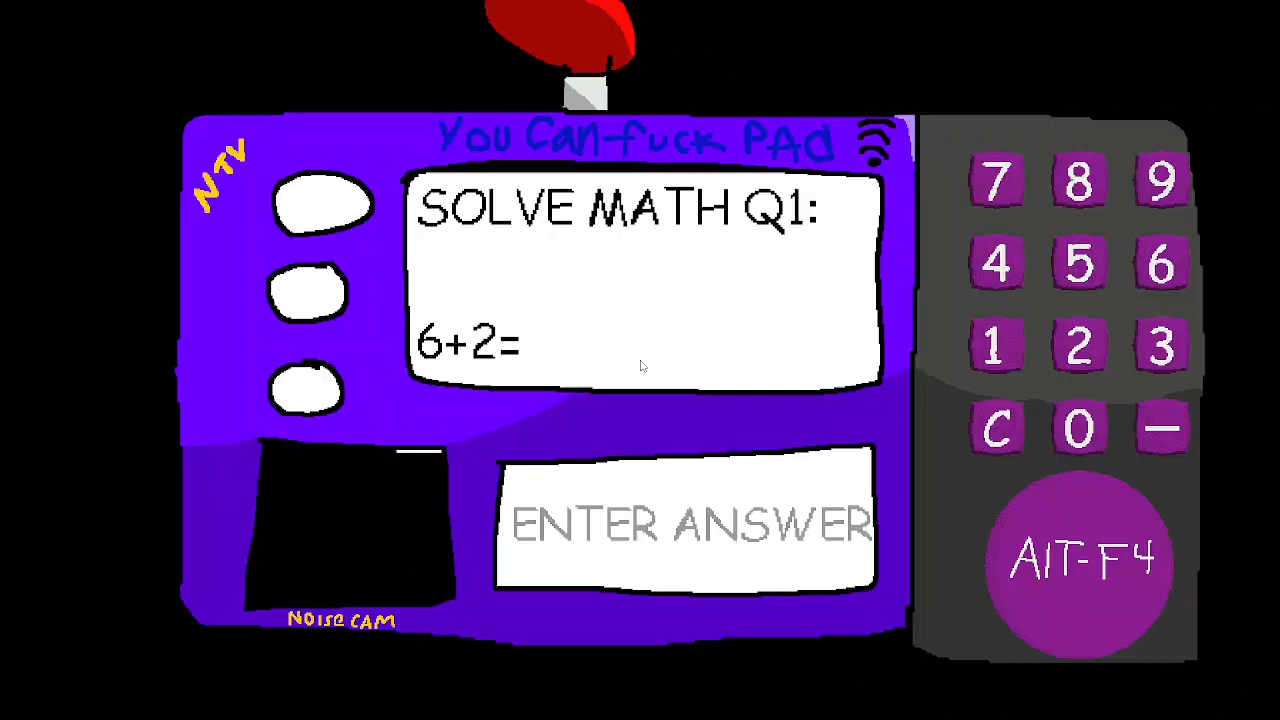 You Can-fuck PAD
NTV
SOLVE MATH Q1:
6+2=
ENTER ANSWER
NOISE CAM
7 8 9
4 5 6
1 2 3
C 0 —
AlT-F4